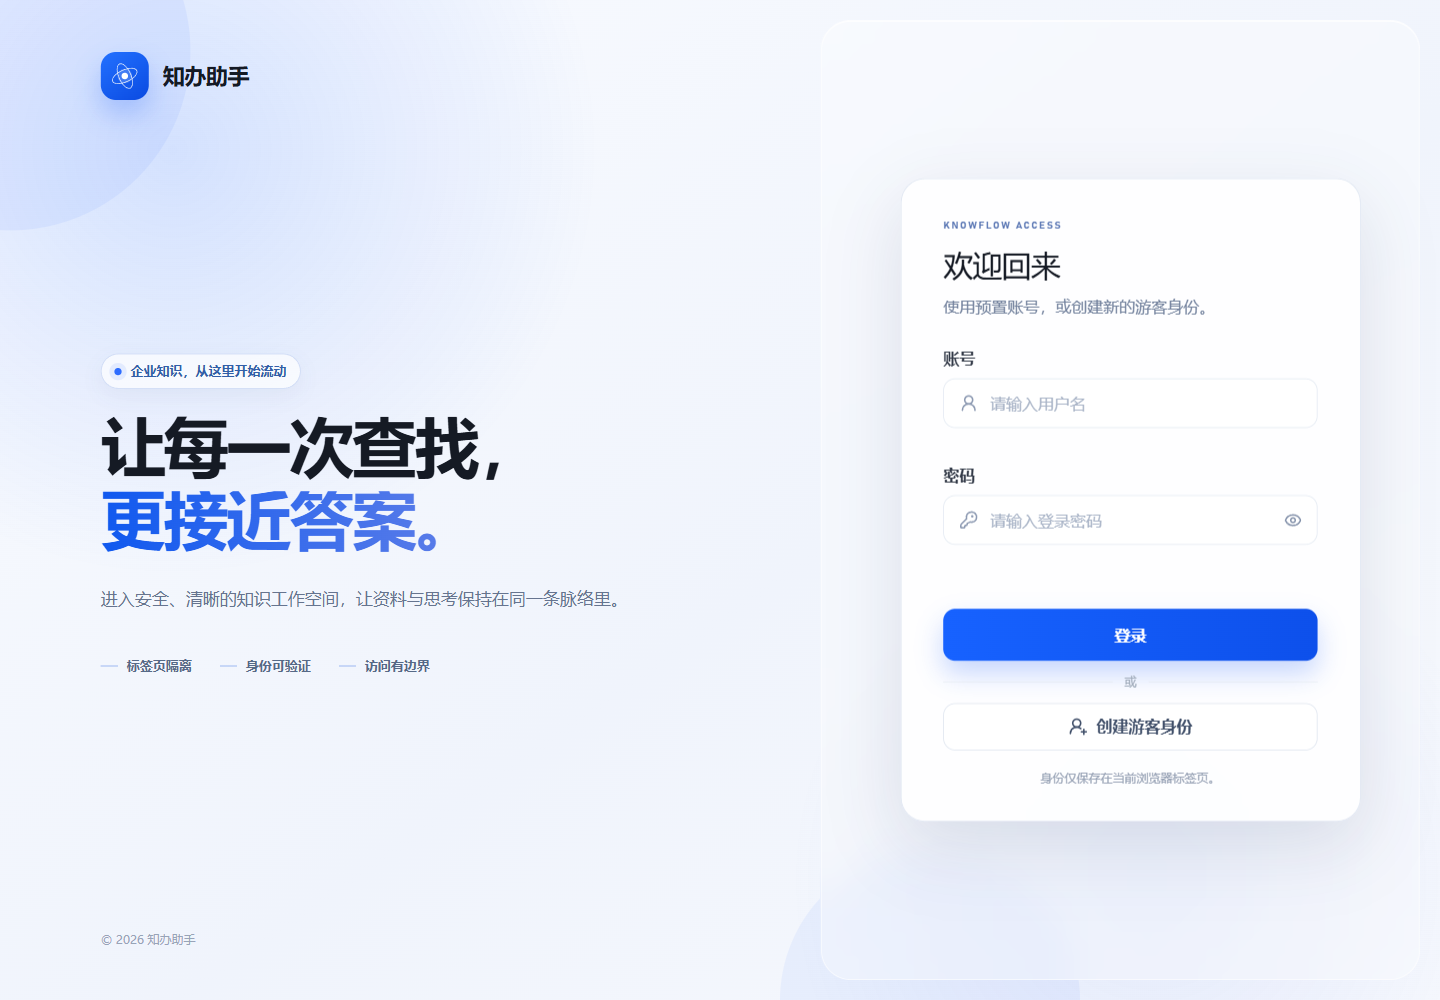 知办助手
企业知识，从这里开始流动
让每一次查找，
更接近答案。
进入安全、清晰的知识工作空间，让资料与思考保持在同一条脉络里。
标签页隔离 身份可验证 访问有边界
© 2026 知办助手
KNOWFLOW ACCESS
欢迎回来
使用预置账号，或创建新的游客身份。
账号
请输入用户名
密码
请输入登录密码
登录
或
创建游客身份
身份仅保存在当前浏览器标签页。